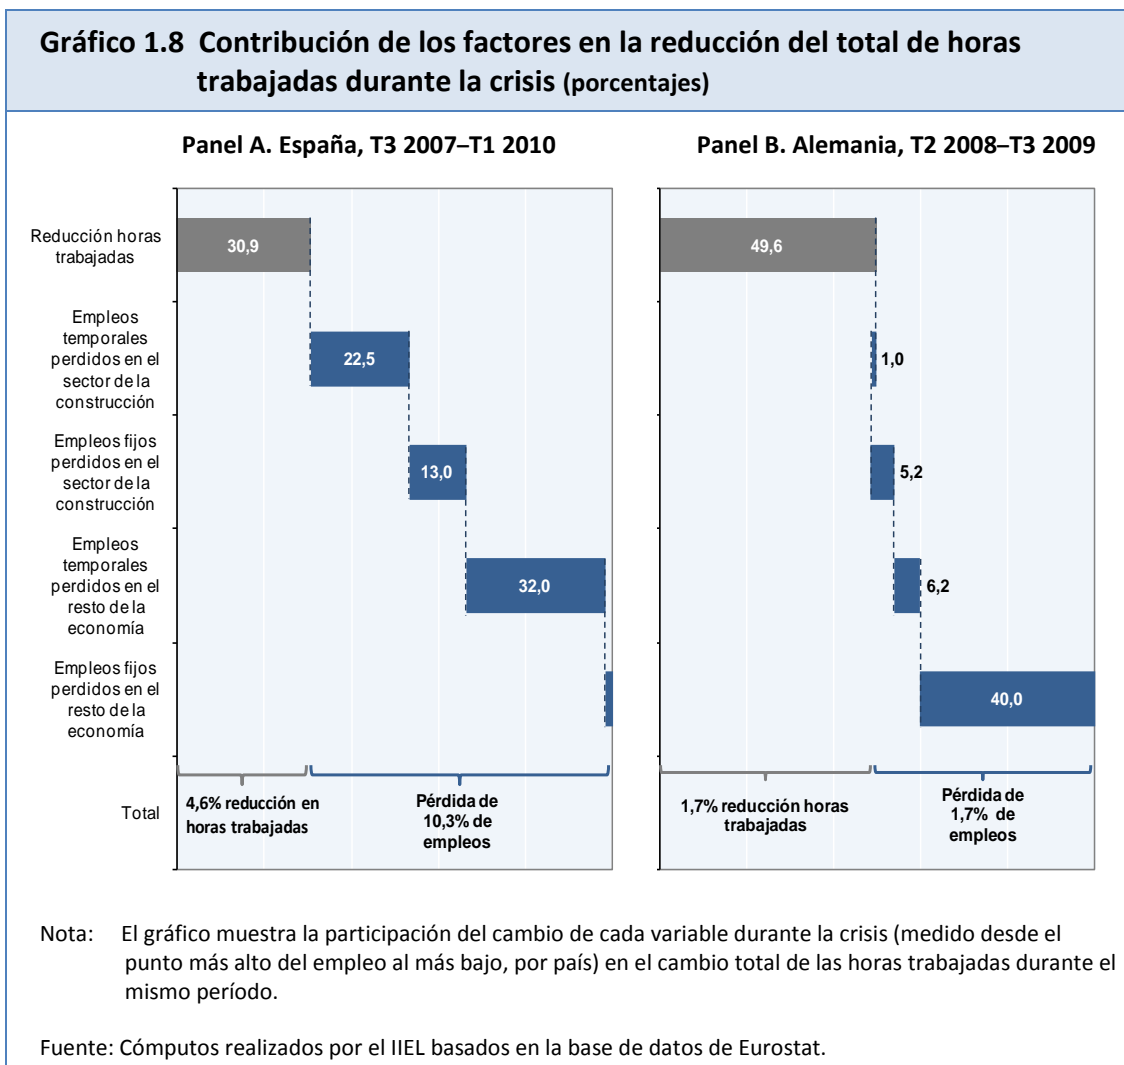 Gráfico 1.8 Contribución de los factores en la reducción del total de horas
trabajadas durante la crisis (porcentajes)
Panel A. España, T3 2007–T1 2010
Panel B. Alemania, T2 2008–T3 2009
Reducción horas
trabajadas
30,9
49,6
Empleos
temporales
perdidos en el
sector de la
construcción
22,5
1,0
Empleos fijos
perdidos en el
sector de la
construcción
13,0
5,2
Empleos
temporales
perdidos en el
resto de la
economía
32,0
6,2
Empleos fijos
perdidos en el
resto de la
economía
40,0
Total
4,6% reducción en
horas trabajadas
Pérdida de
10,3% de
empleos
1,7% reducción horas
trabajadas
Pérdida de
1,7% de
empleos
Nota: El gráfico muestra la participación del cambio de cada variable durante la crisis (medido desde el
punto más alto del empleo al más bajo, por país) en el cambio total de las horas trabajadas durante el
mismo período.
Fuente: Cómputos realizados por el IIEL basados en la base de datos de Eurostat.